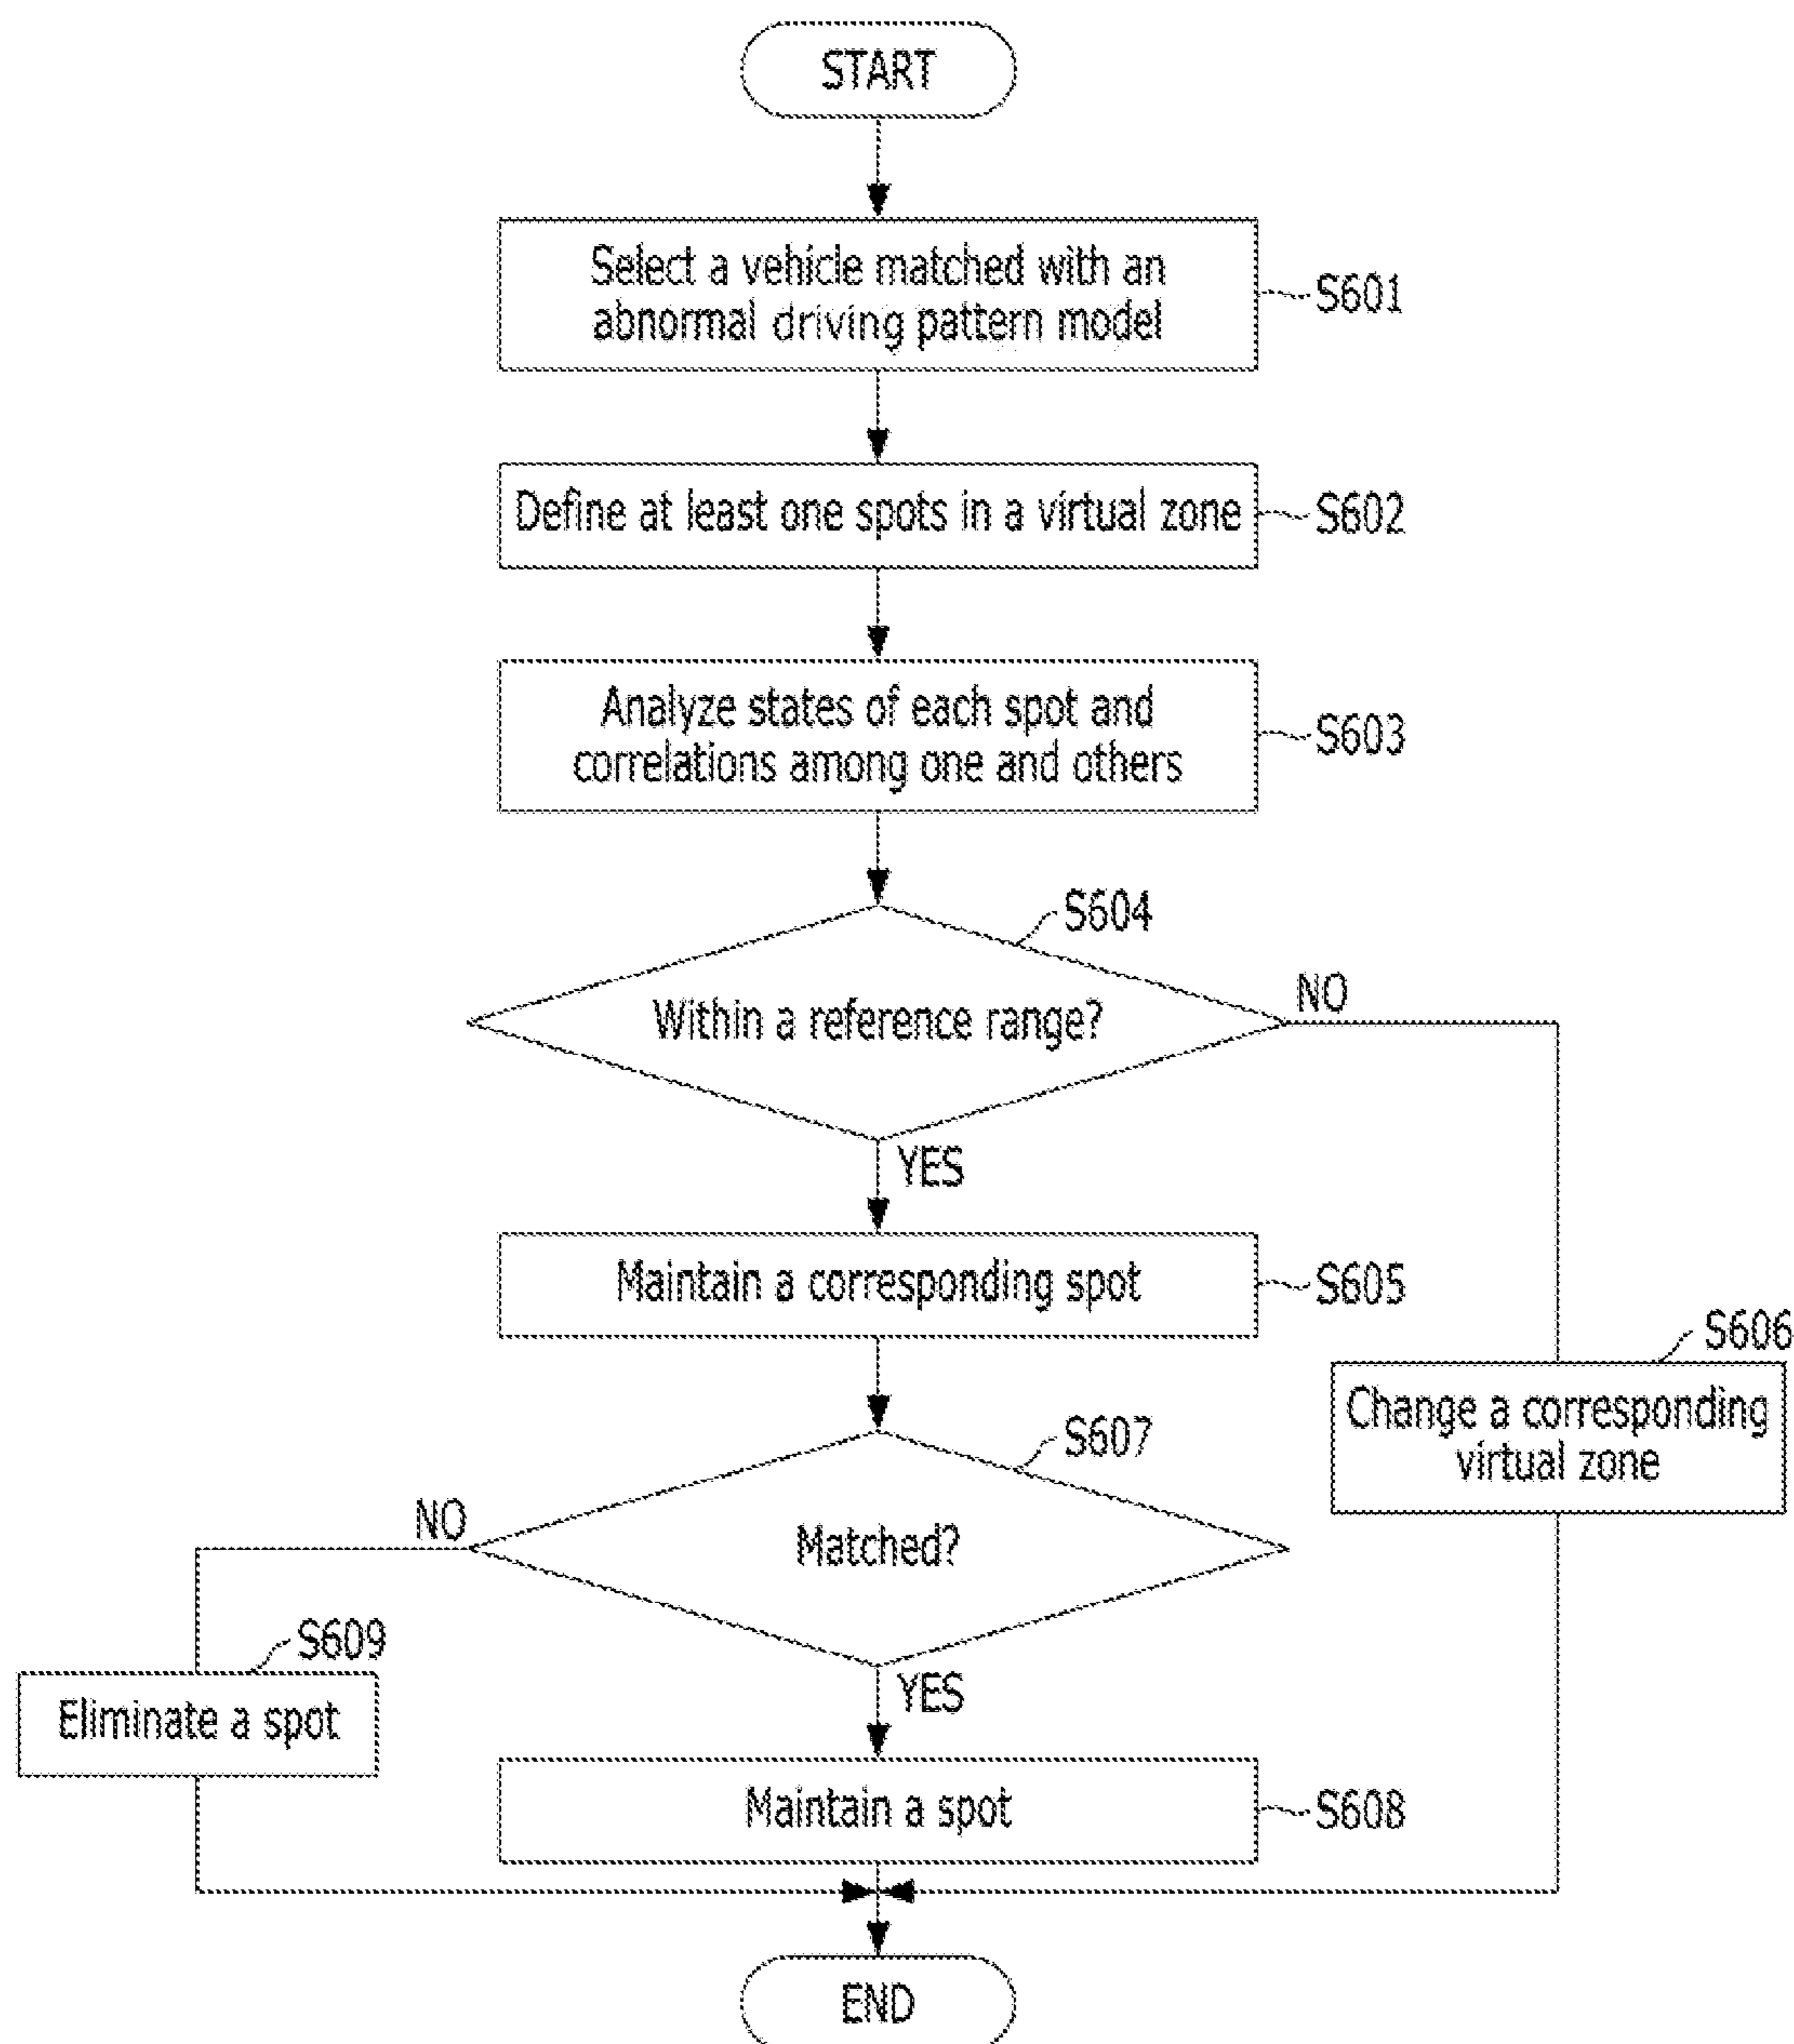 START
Select a vehicle matched with an
abnormal driving pattern model
S601
Define at least one spots in a virtual zone
S602
Analyze states of each spot and
correlations among one and others
S603
S604
Within a reference range?
NO
YES
Maintain a corresponding spot
S605
S606
Change a corresponding
virtual zone
S607
Matched?
NO
YES
S609
Eliminate a spot
Maintain a spot
S608
END